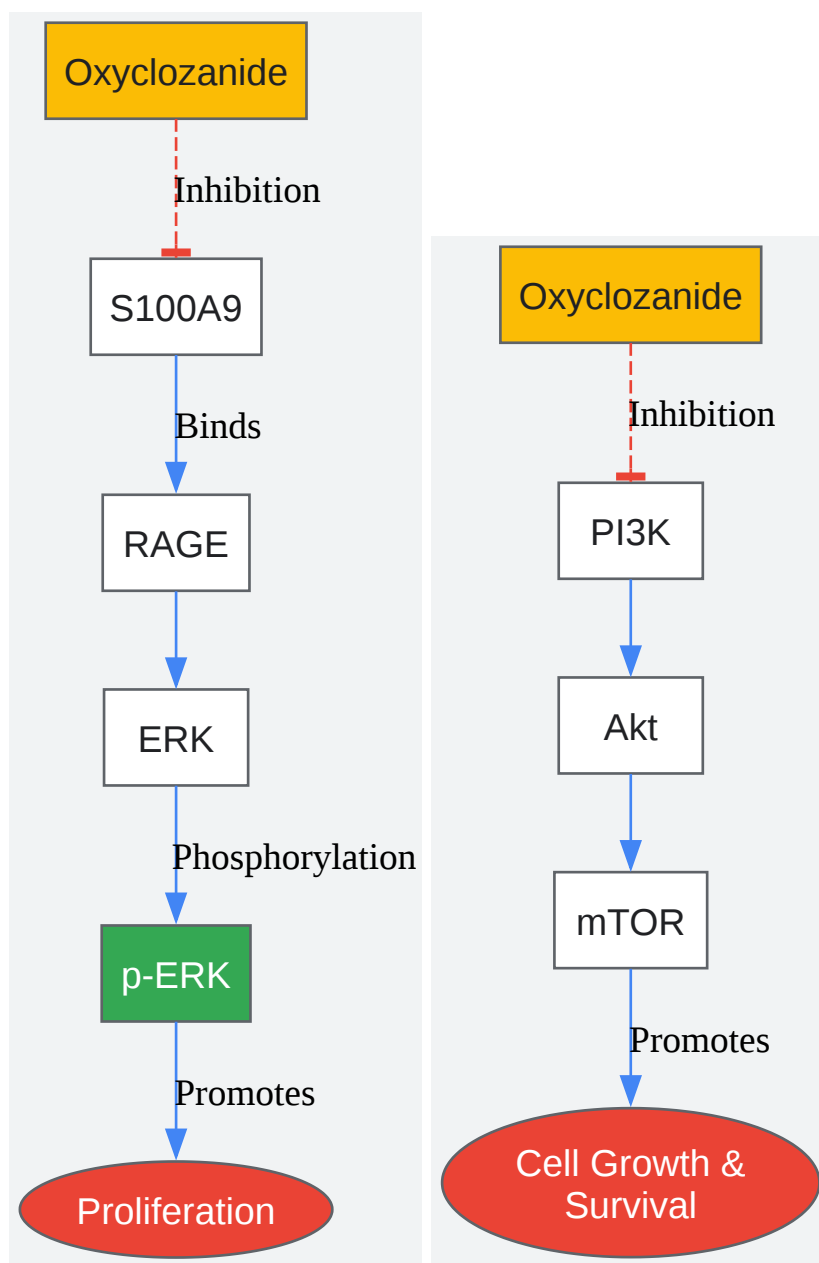 Oxyclozanide
Inhibition
S100A9
Binds
RAGE
ERK
Phosphorylation
p-ERK
Promotes
Proliferation
Oxyclozanide
Inhibition
PI3K
Akt
mTOR
Promotes
Cell Growth &
Survival